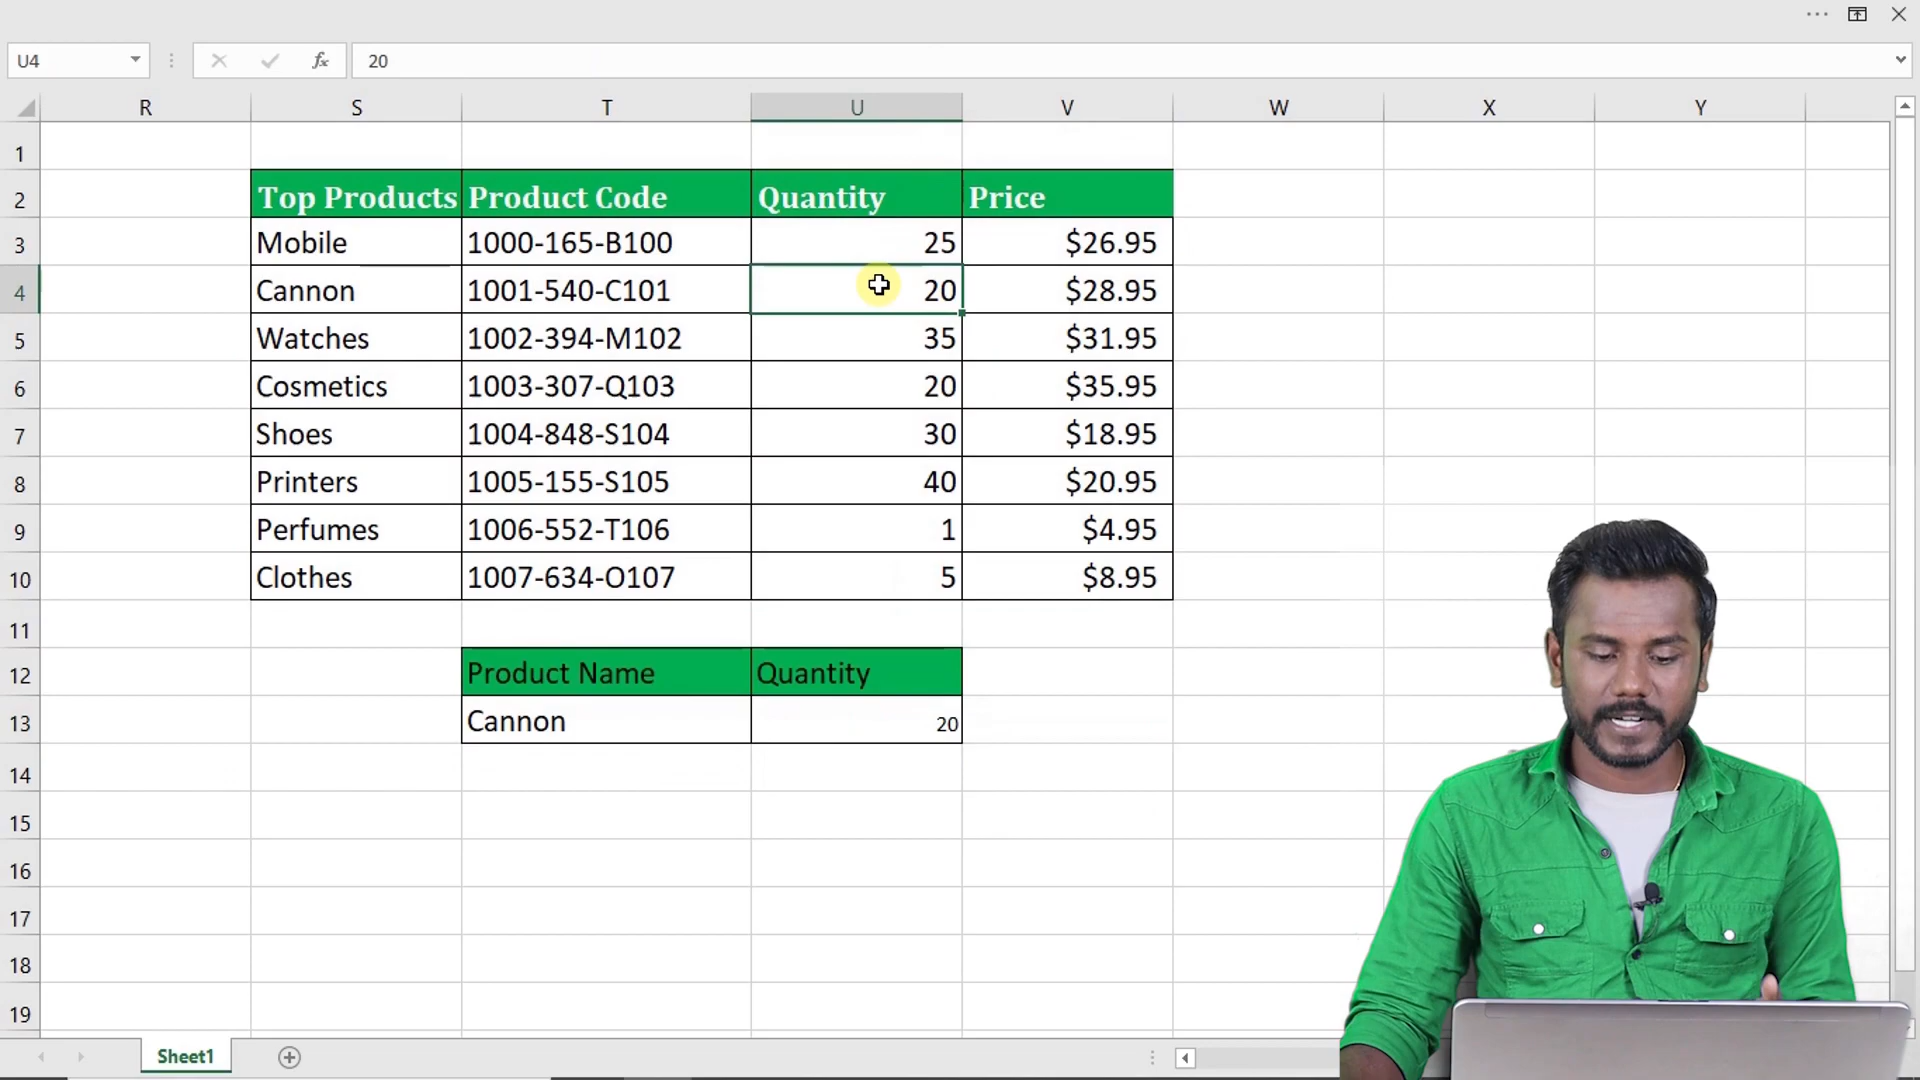 U4 fx 20
R S T U V W X Y
1
2 Top Products Product Code Quantity Price
3 Mobile 1000-165-B100 25 $26.95
4 Cannon 1001-540-C101 20 $28.95
5 Watches 1002-394-M102 35 $31.95
6 Cosmetics 1003-307-Q103 20 $35.95
7 Shoes 1004-848-S104 30 $18.95
8 Printers 1005-155-S105 40 $20.95
9 Perfumes 1006-552-T106 1 $4.95
10 Clothes 1007-634-O107 5 $8.95
11
12 Product Name Quantity
13 Cannon 20
14
15
16
17
18
19
Sheet1